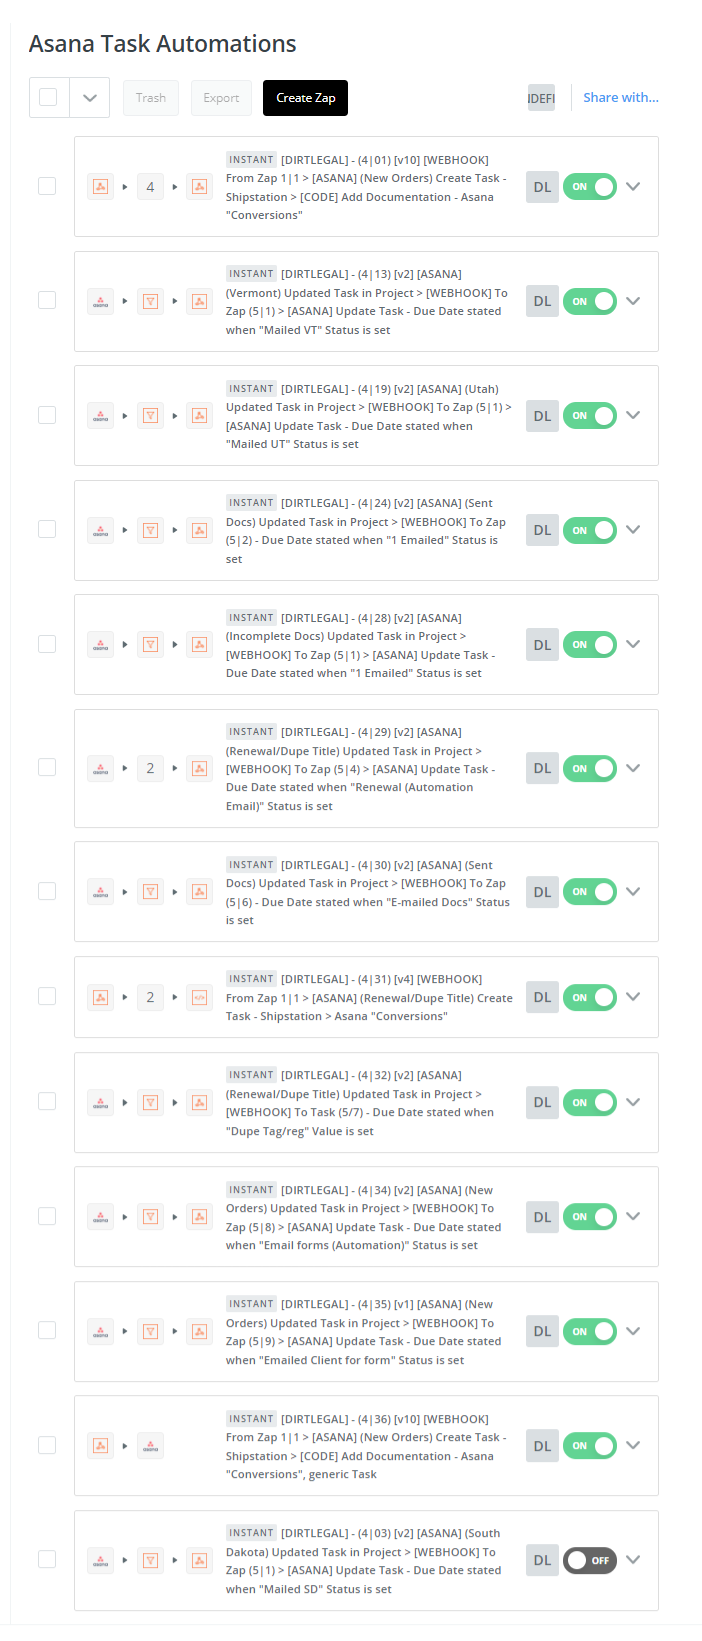 Asana Task Automations
Trash
Export
Create Zap
Share with...
INSTANT [DIRTLEGAL] - (4|01) [v10] [WEBHOOK]
From Zap 1|1 > [ASANA] (New Orders) Create Task -
Shipstation > [CODE] Add Documentation - Asana
"Conversions"
4
DL
ON
INSTANT [DIRTLEGAL] - (4|13) [v2] [ASANA]
(Vermont) Updated Task in Project > [WEBHOOK] To
Zap (5|1) > [ASANA] Update Task - Due Date stated
when "Mailed VT" Status is set
DL
ON
INSTANT [DIRTLEGAL] - (4|19) [v2] [ASANA] (Utah)
Updated Task in Project > [WEBHOOK] To Zap (5|1) >
[ASANA] Update Task - Due Date stated when
"Mailed UT" Status is set
DL
ON
INSTANT [DIRTLEGAL] - (4|24) [v2] [ASANA] (Sent
Docs) Updated Task in Project > [WEBHOOK] To Zap
(5|2) - Due Date stated when "1 Emailed" Status is
set
DL
ON
INSTANT [DIRTLEGAL] - (4|28) [v2] [ASANA]
(Incomplete Docs) Updated Task in Project >
[WEBHOOK] To Zap (5|1) > [ASANA] Update Task -
Due Date stated when "1 Emailed" Status is set
DL
ON
INSTANT [DIRTLEGAL] - (4|29) [v2] [ASANA]
(Renewal/Dupe Title) Updated Task in Project >
[WEBHOOK] To Zap (5|4) > [ASANA] Update Task -
Due Date stated when "Renewal (Automation
Email)" Status is set
2
DL
ON
INSTANT [DIRTLEGAL] - (4|30) [v2] [ASANA] (Sent
Docs) Updated Task in Project > [WEBHOOK] To Zap
(5|6) - Due Date stated when "E-mailed Docs" Status
is set
DL
ON
INSTANT [DIRTLEGAL] - (4|31) [v4] [WEBHOOK]
From Zap 1|1 > [ASANA] (Renewal/Dupe Title) Create
Task - Shipstation > Asana "Conversions"
2
DL
ON
INSTANT [DIRTLEGAL] - (4|32) [v2] [ASANA]
(Renewal/Dupe Title) Updated Task in Project >
[WEBHOOK] To Task (5/7) - Due Date stated when
"Dupe Tag/reg" Value is set
DL
ON
INSTANT [DIRTLEGAL] - (4|34) [v2] [ASANA] (New
Orders) Updated Task in Project > [WEBHOOK] To
Zap (5|8) > [ASANA] Update Task - Due Date stated
when "Email forms (Automation)" Status is set
DL
ON
INSTANT [DIRTLEGAL] - (4|35) [v1] [ASANA] (New
Orders) Updated Task in Project > [WEBHOOK] To
Zap (5|9) > [ASANA] Update Task - Due Date stated
when "Emailed Client for form" Status is set
DL
ON
INSTANT [DIRTLEGAL] - (4|36) [v10] [WEBHOOK]
From Zap 1|1 > [ASANA] (New Orders) Create Task -
Shipstation > [CODE] Add Documentation - Asana
"Conversions", generic Task
DL
ON
INSTANT [DIRTLEGAL] - (4|03) [v2] [ASANA] (South
Dakota) Updated Task in Project > [WEBHOOK] To
Zap (5|1) > [ASANA] Update Task - Due Date stated
when "Mailed SD" Status is set
DL
OFF